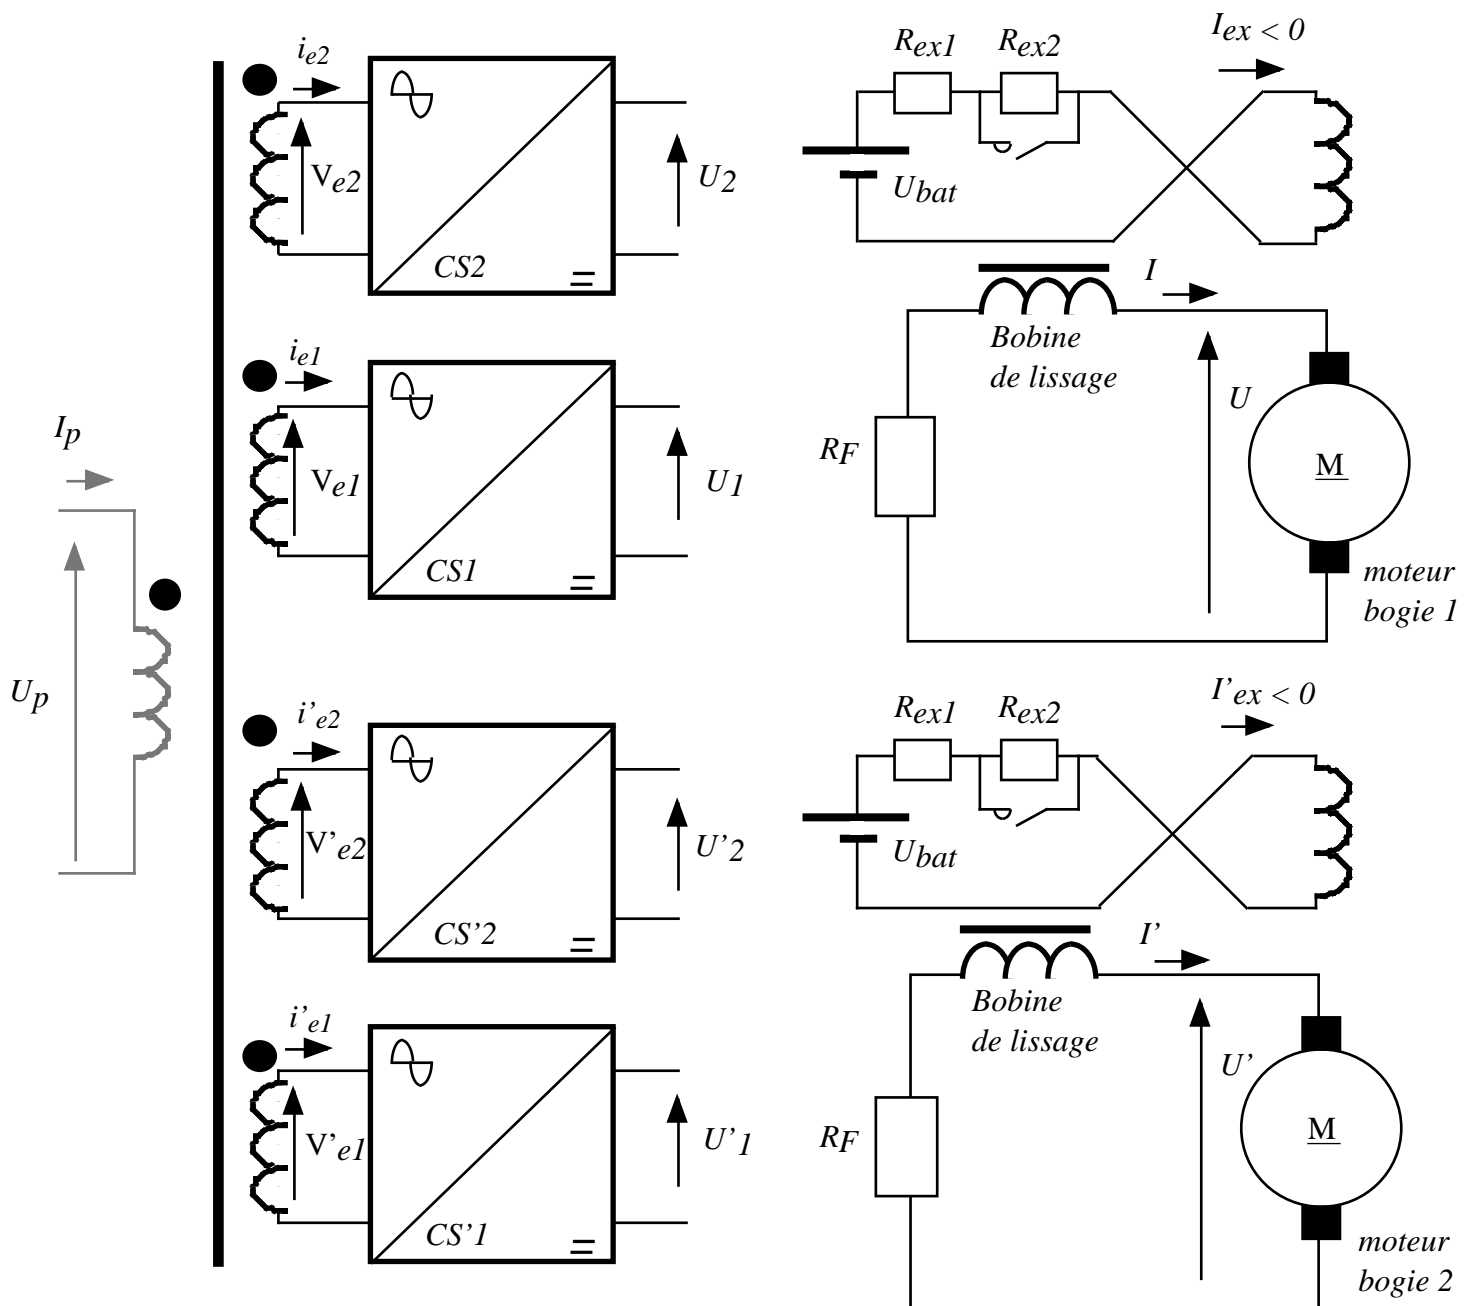 ie2
Ve2
CS2
U2
Rex1
Rex2
Iex < 0
Ubat
ie1
Ve1
CS1
U1
I
Bobine
de lissage
RF
U
M
moteur
bogie 1
Ip
Up
i'e2
V'e2
CS'2
U'2
Rex1
Rex2
I'ex < 0
Ubat
i'e1
V'e1
CS'1
U'1
I'
Bobine
de lissage
RF
U'
M
moteur
bogie 2